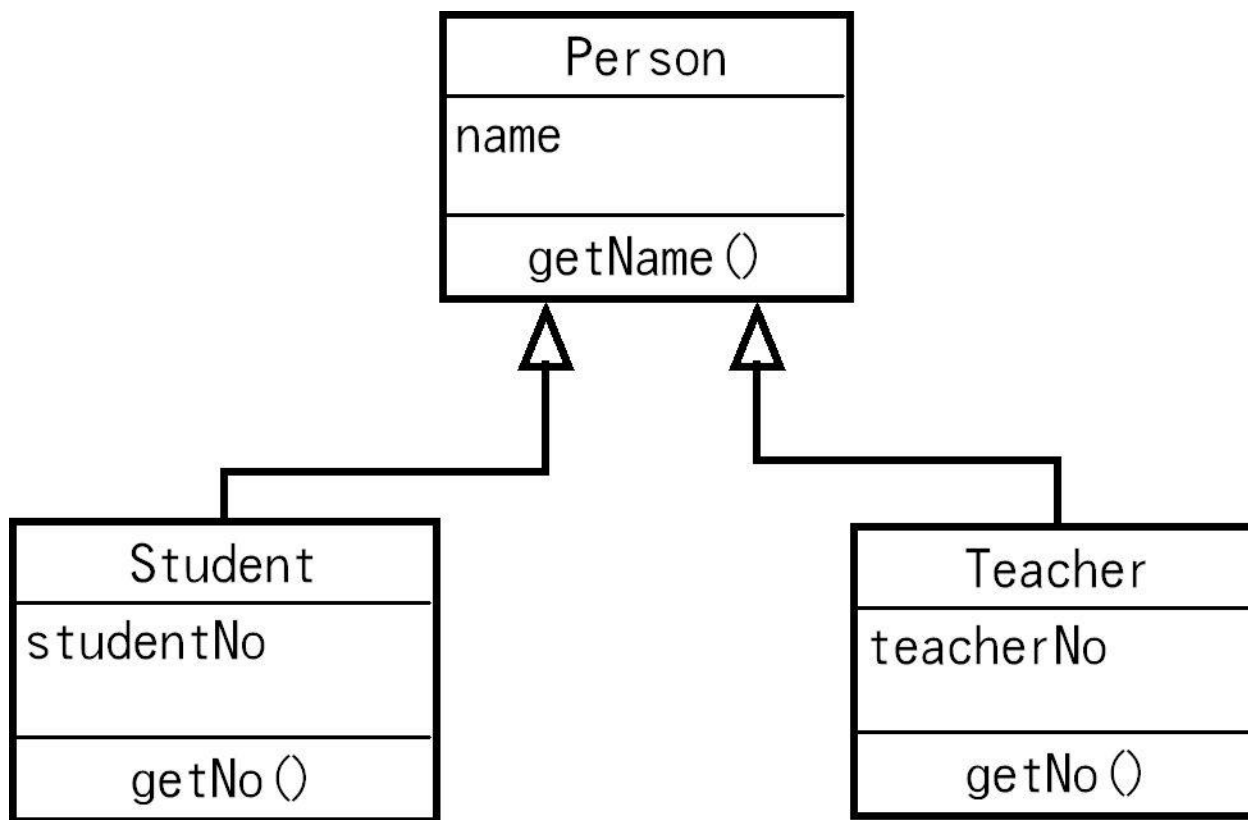 Person
name
getName()
Student
studentNo
getNo()
Teacher
teacherNo
getNo()